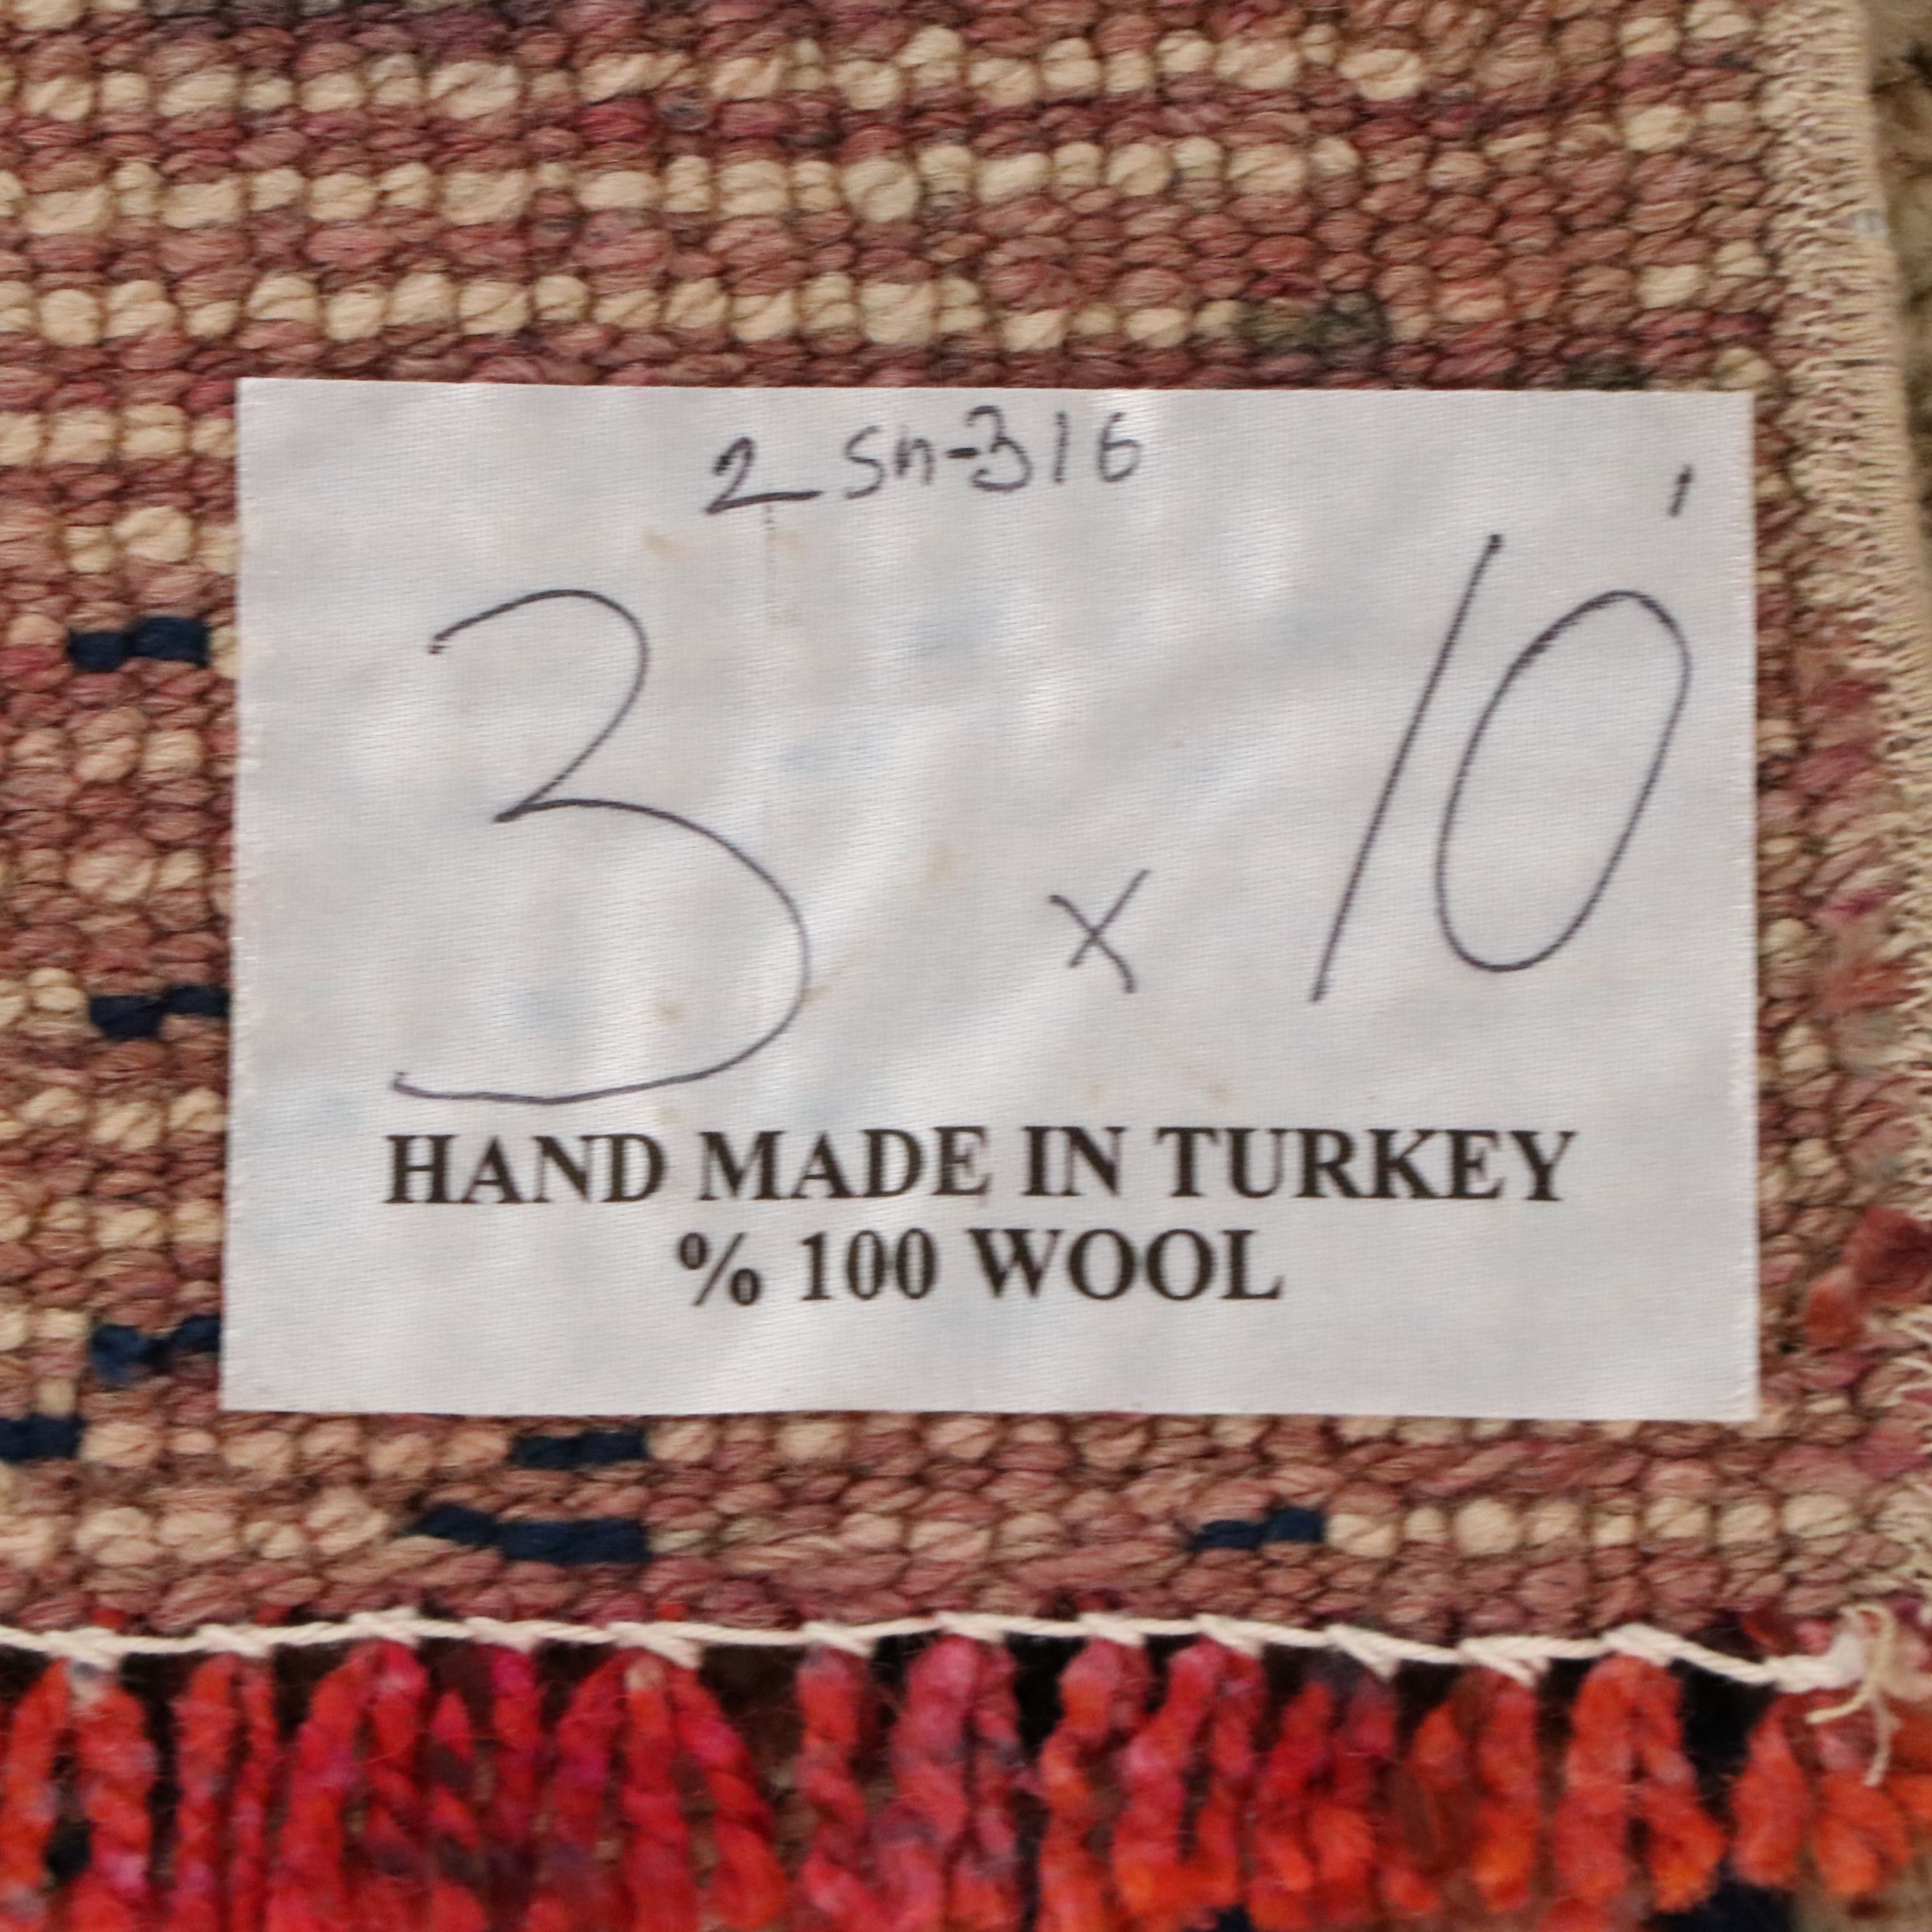 2 Sn-316
3 x 10'
HAND MADE IN TURKEY
% 100 WOOL